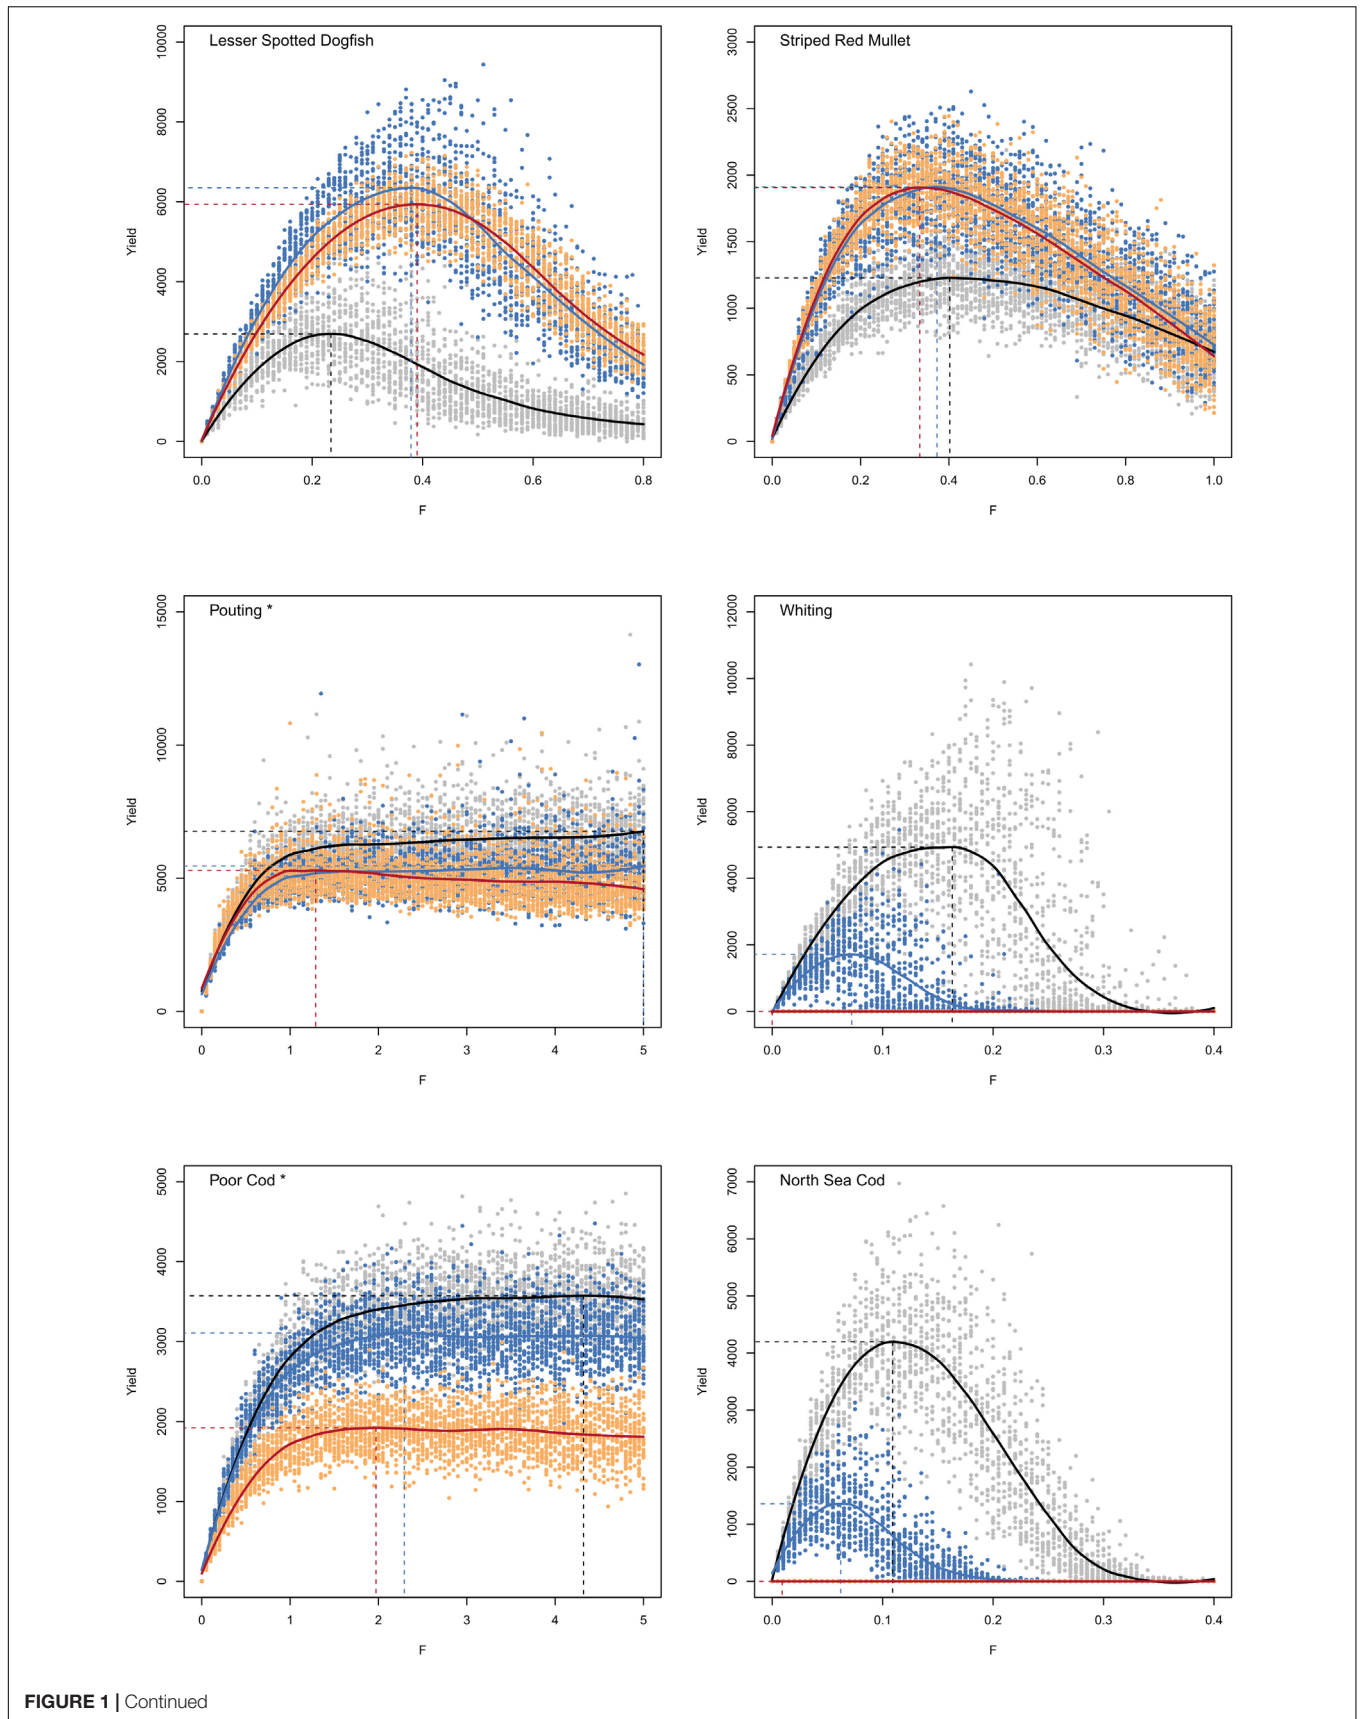 Lesser Spotted Dogfish
Yield
0 2000 4000 6000 8000 10000
0.0 0.2 0.4 0.6 0.8
F
Striped Red Mullet
Yield
0 500 1000 1500 2000 2500 3000
0.0 0.2 0.4 0.6 0.8 1.0
F
Pouting *
Yield
0 5000 10000 15000
0 1 2 3 4 5
F
Whiting
Yield
0 2000 4000 6000 8000 10000 12000
0.0 0.1 0.2 0.3 0.4
F
Poor Cod *
Yield
0 1000 2000 3000 4000 5000
0 1 2 3 4 5
F
North Sea Cod
Yield
0 1000 2000 3000 4000 5000 6000 7000
0.0 0.1 0.2 0.3 0.4
F
FIGURE 1 | Continued